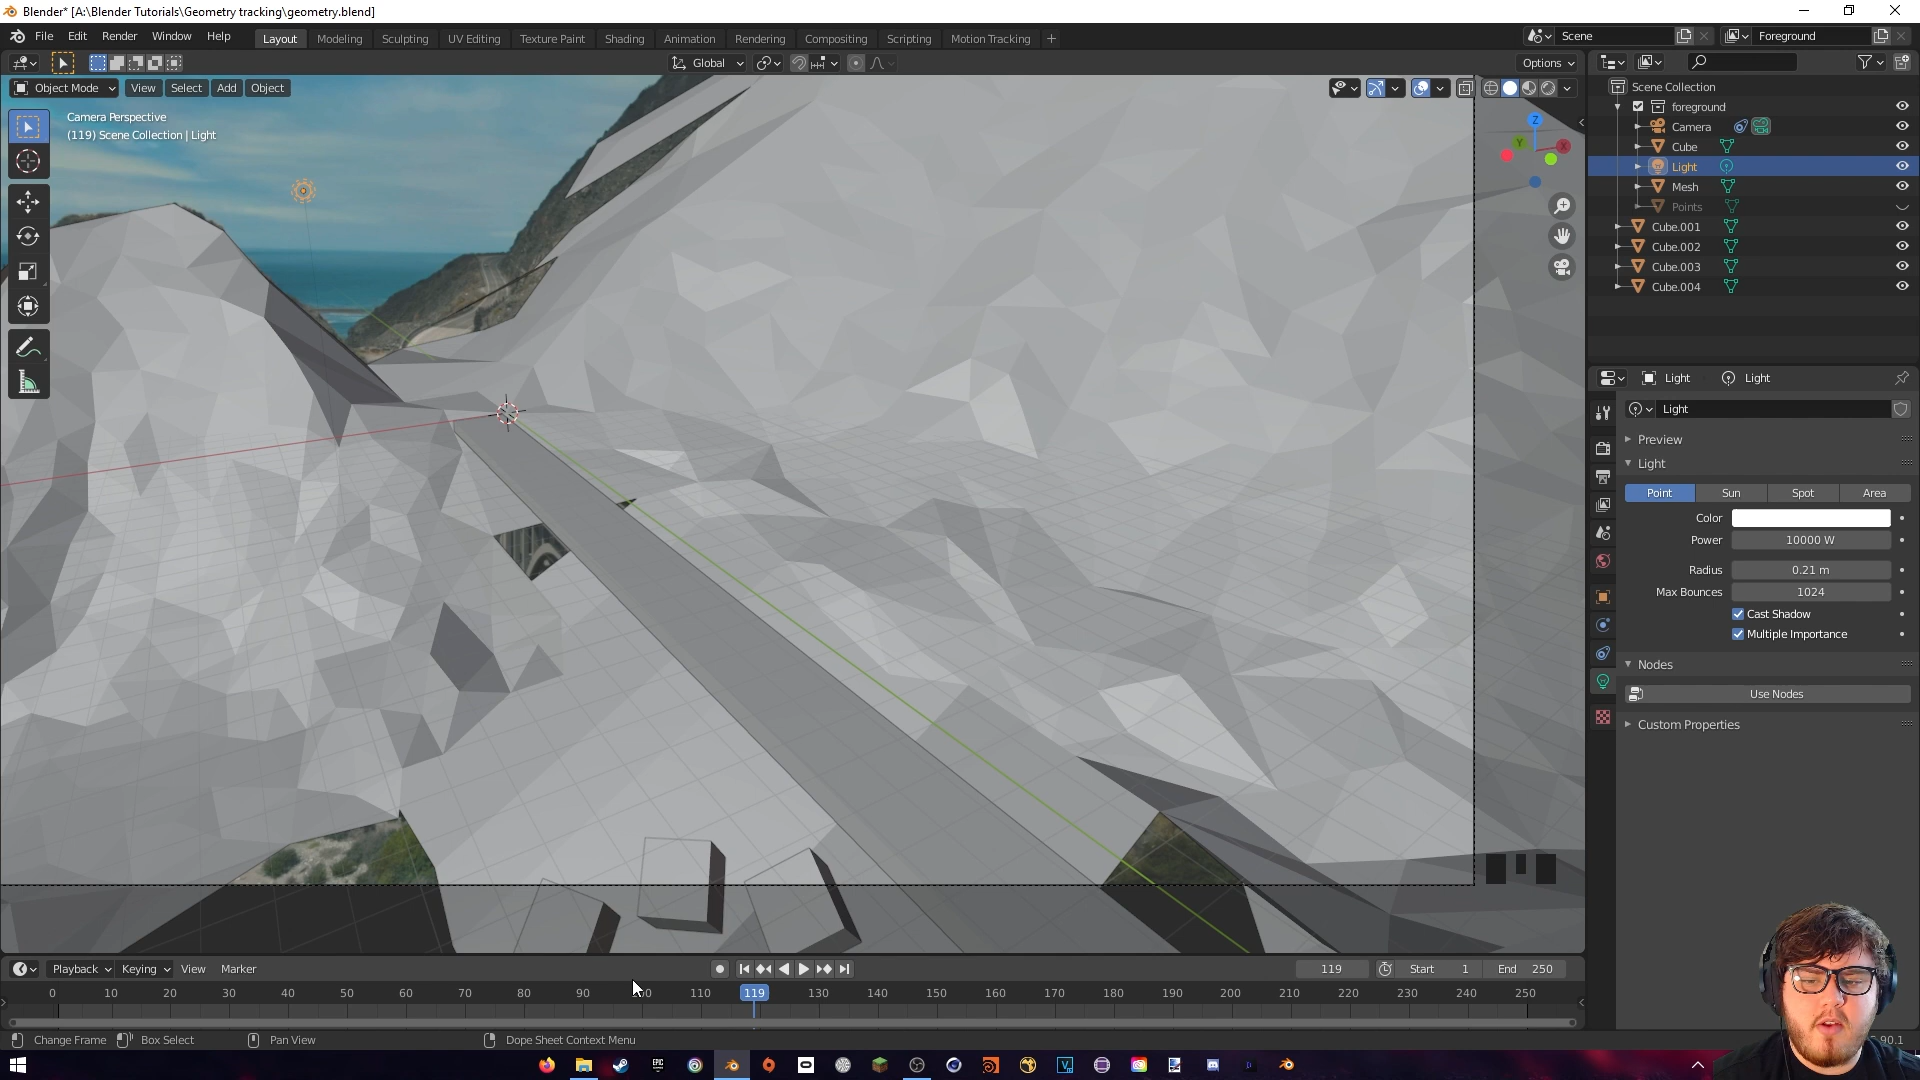 Blender* [A:\Blender Tutorials\Geometry tracking\geometry.blend]
File Edit Render Window Help Layout Modeling Sculpting UV Editing Texture Paint Shading Animation Rendering Compositing Scripting Motion Tracking + Scene Foreground
Global Options
Object Mode View Select Add Object
Camera Perspective
(119) Scene Collection | Light
Z
Y
X
Scene Collection
foreground
Camera
Cube
Light
Mesh
Points
Cube.001
Cube.002
Cube.003
Cube.004
Light Light
Light
Preview
Light
Point Sun Spot Area
Color
Power 10000 W
Radius 0.21 m
Max Bounces 1024
Cast Shadow
Multiple Importance
Nodes
Use Nodes
Custom Properties
Playback Keying View Marker 119 Start 1 End 250
0 10 20 30 40 50 60 70 80 90 110 119 130 140 150 160 170 180 190 200 210 220 230 240 250
Change Frame Box Select Pan View Dope Sheet Context Menu
EPIC